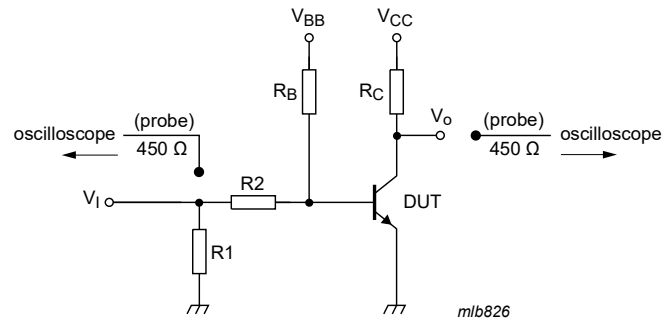 VBB
VCC
RB
RC
(probe)
oscilloscope
450 Ω
Vo
(probe)
oscilloscope
450 Ω
R2
VI
DUT
R1
mlb826